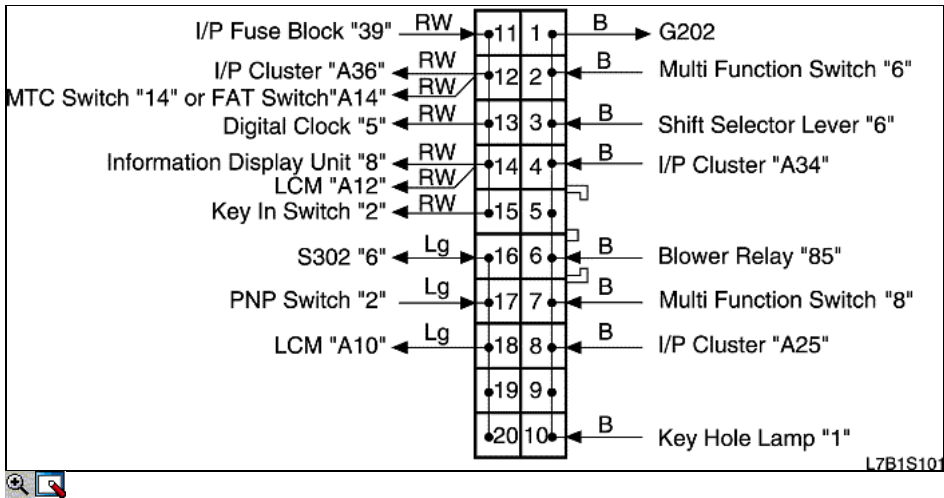 I/P Fuse Block "39" RW 11 1 B G202
I/P Cluster "A36" RW 12 2 B Multi Function Switch "6"
MTC Switch "14" or FAT Switch"A14" RW
Digital Clock "5" RW 13 3 B Shift Selector Lever "6"
Information Display Unit "8" RW 14 4 B I/P Cluster "A34"
LCM "A12" RW
Key In Switch "2" RW 15 5
S302 "6" Lg 16 6 B Blower Relay "85"
PNP Switch "2" Lg 17 7 B Multi Function Switch "8"
LCM "A10" Lg 18 8 B I/P Cluster "A25"
19 9
20 10 B Key Hole Lamp "1"
L7B1S101